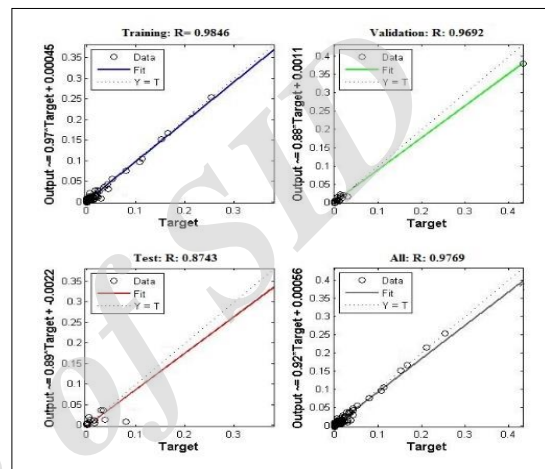 Training: R= 0.9846
Output ~= 0.97*Target + 0.00045
0.35
0.3
0.25
0.2
0.15
0.1
0.05
0
Data
Fit
Y = T
0 0.1 0.2 0.3
Target
Validation: R: 0.9692
Output ~= 0.88*Target + 0.0011
0.4
0.35
0.3
0.25
0.2
0.15
0.1
0.05
0
Data
Fit
Y = T
0 0.1 0.2 0.3 0.4
Target
Test: R: 0.8743
Output ~= 0.89*Target + -0.0022
0.35
0.3
0.25
0.2
0.15
0.1
0.05
0
Data
Fit
Y = T
0 0.1 0.2 0.3
Target
All: R: 0.9769
Output ~= 0.92*Target + 0.00056
0.4
0.35
0.3
0.25
0.2
0.15
0.1
0.05
0
Data
Fit
Y = T
0 0.1 0.2 0.3 0.4
Target
of SID